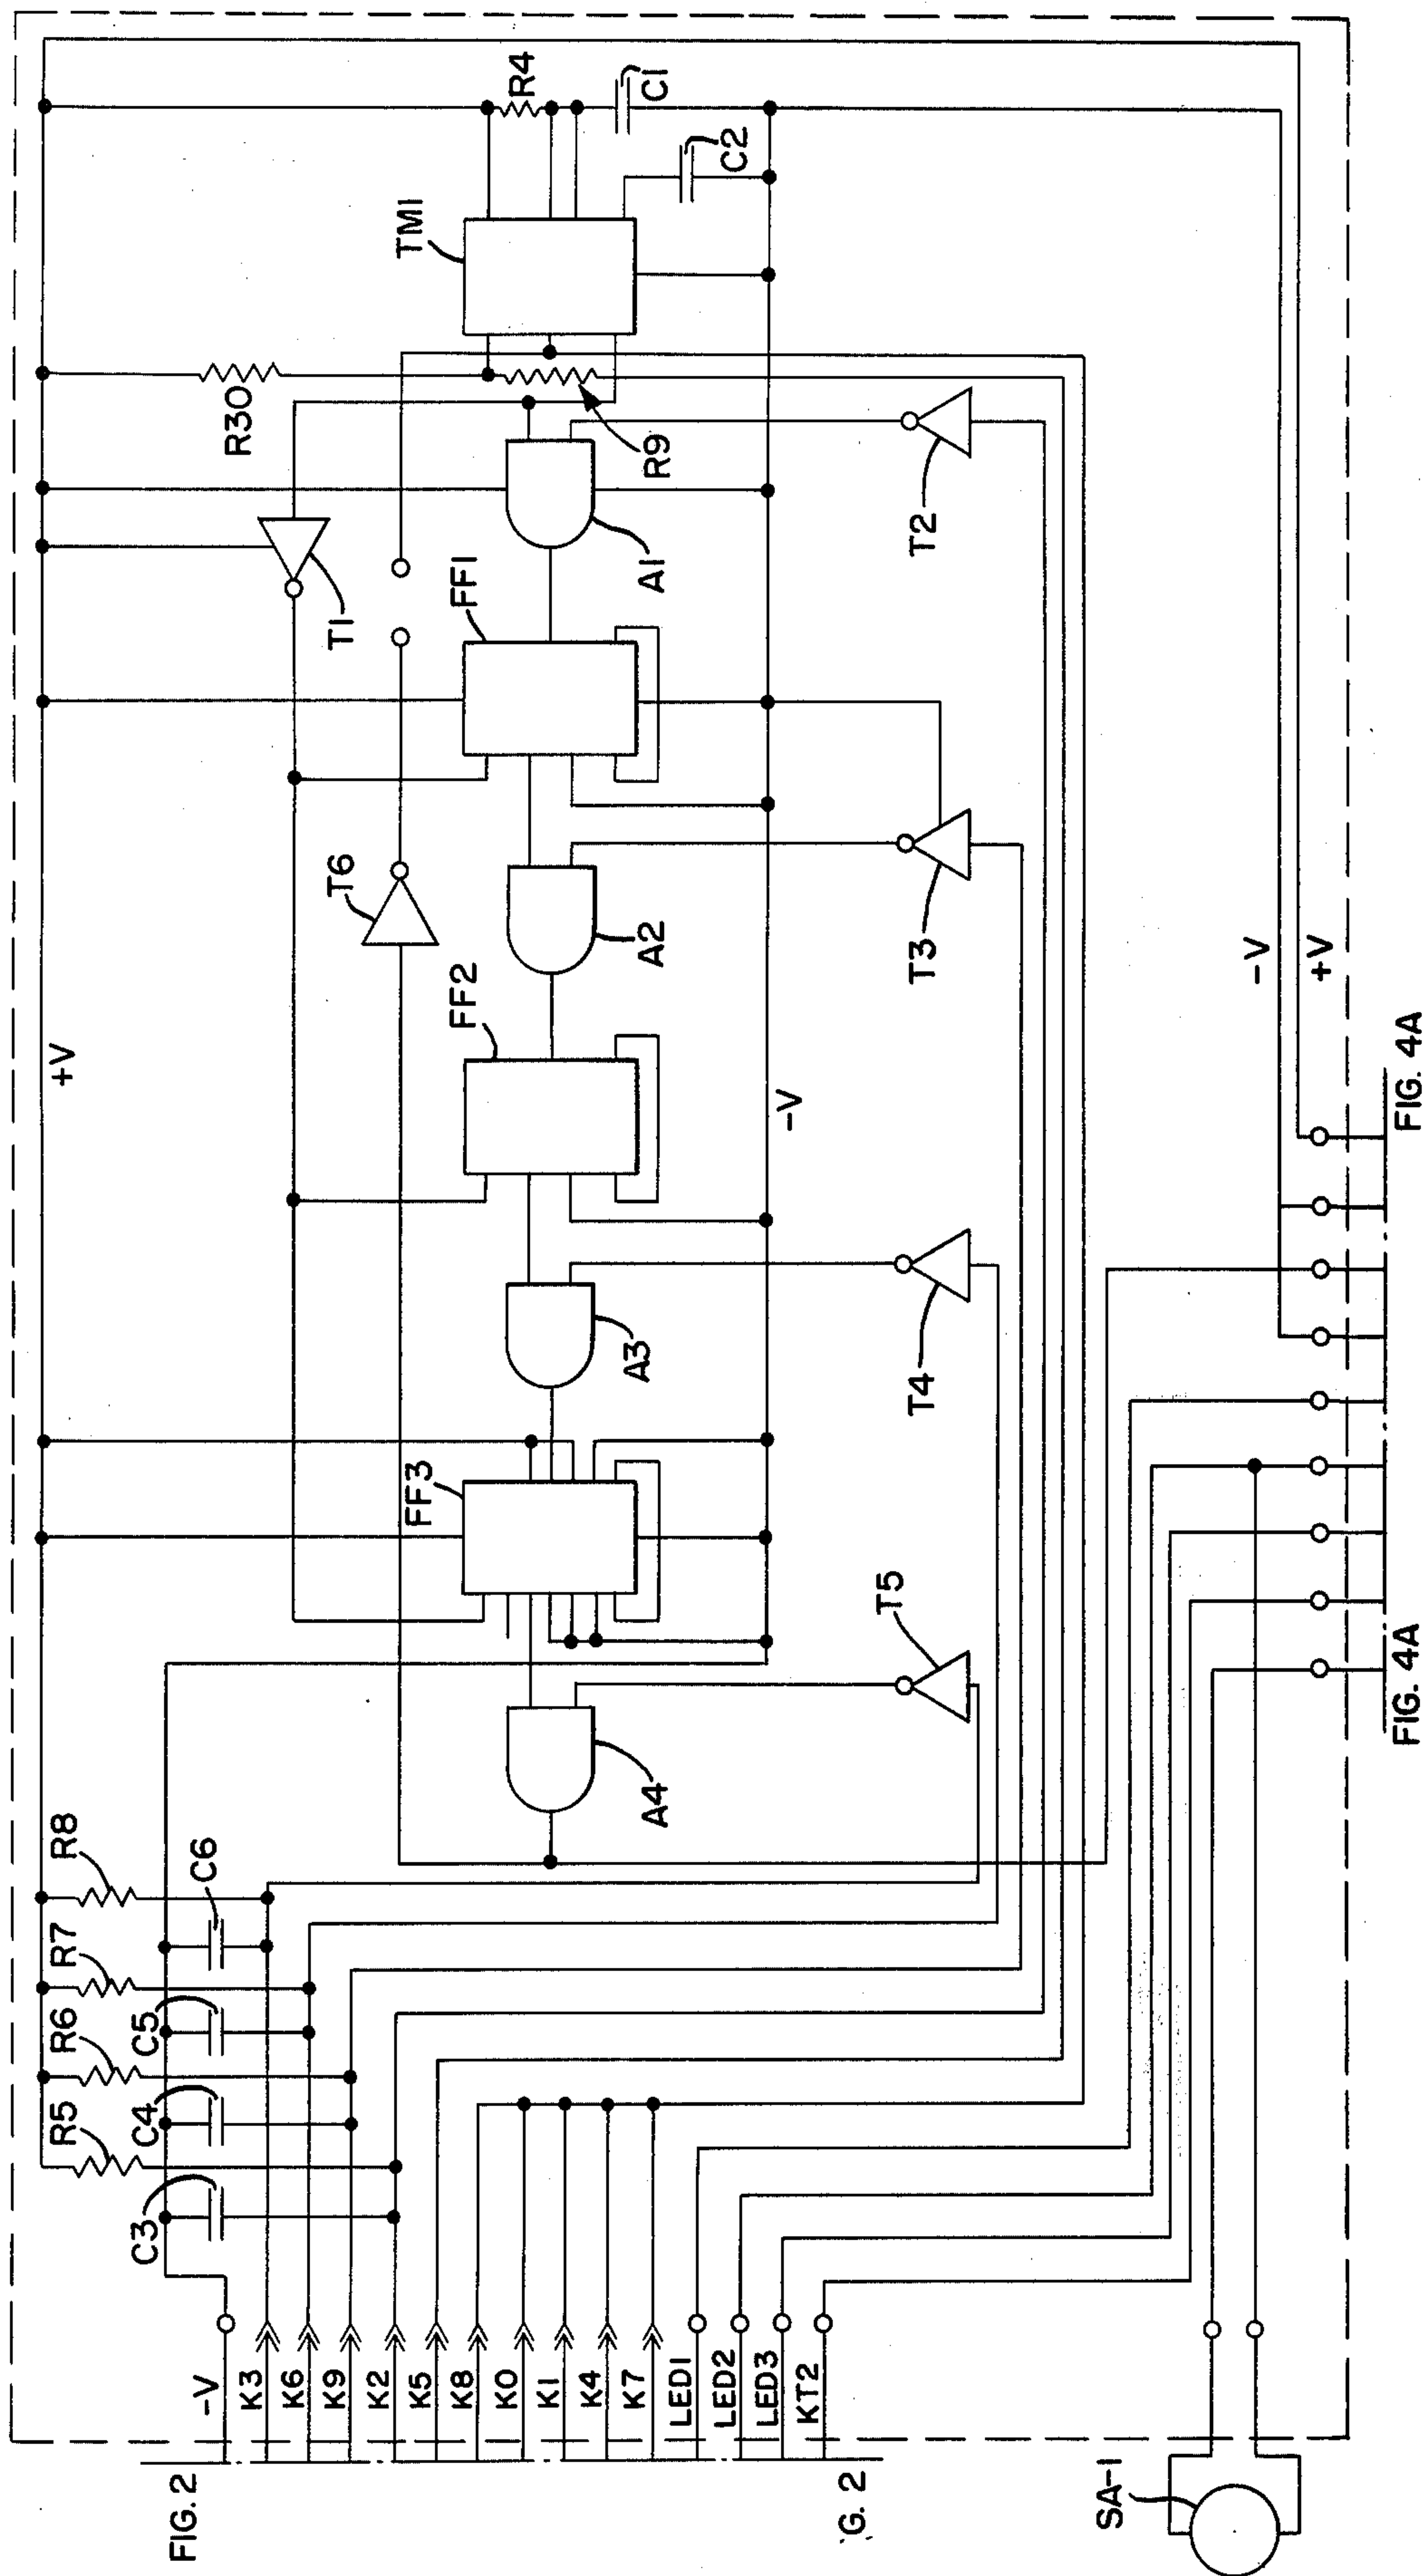 FIG. 2
-V
K3
K6
K9
K2
K5
K8
K0
K1
K4
K7
LED1
LED2
LED3
KT2
G. 2
SA-1
C3
R5
C4
R6
C5
R7
C6
R8
A4
T5
FF3
A3
T4
+V
-V
FF2
A2
T6
T3
FF1
T1
A1
T2
R30
R9
TM1
C2
R4
C1
-V
+V
FIG. 4A
FIG. 4A